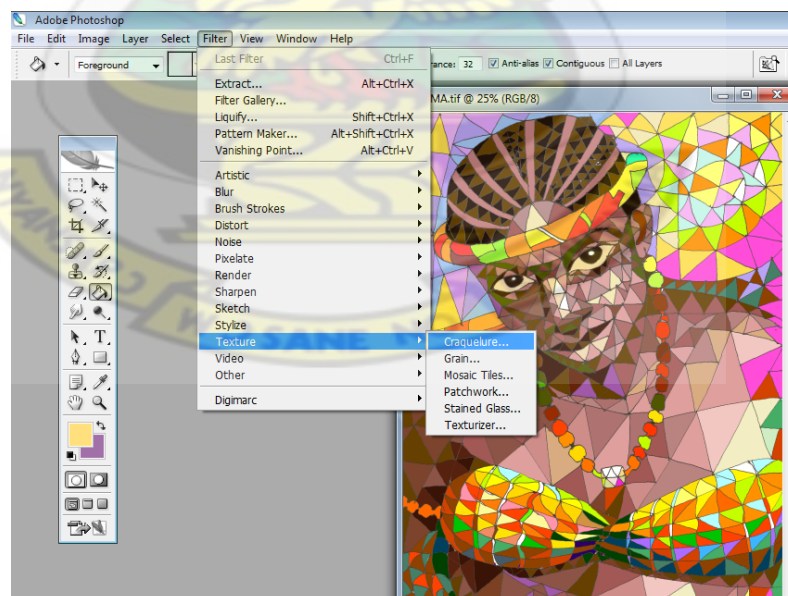 Adobe Photoshop
File Edit Image Layer Select Filter View Window Help
Foreground
rance: 32 Anti-alias Contiguous All Layers
Last Filter Ctrl+F
Extract... Alt+Ctrl+X
Filter Gallery...
Liquify... Shift+Ctrl+X
Pattern Maker... Alt+Shift+Ctrl+X
Vanishing Point... Alt+Ctrl+V
MA.tif @ 25% (RGB/8)
Artistic
Blur
Brush Strokes
Distort
Noise
Pixelate
Render
Sharpen
Sketch
Stylize
Texture
Video
Other
Digimarc
Craquelure...
Grain...
Mosaic Tiles...
Patchwork...
Stained Glass...
Texturizer...
T
SANE